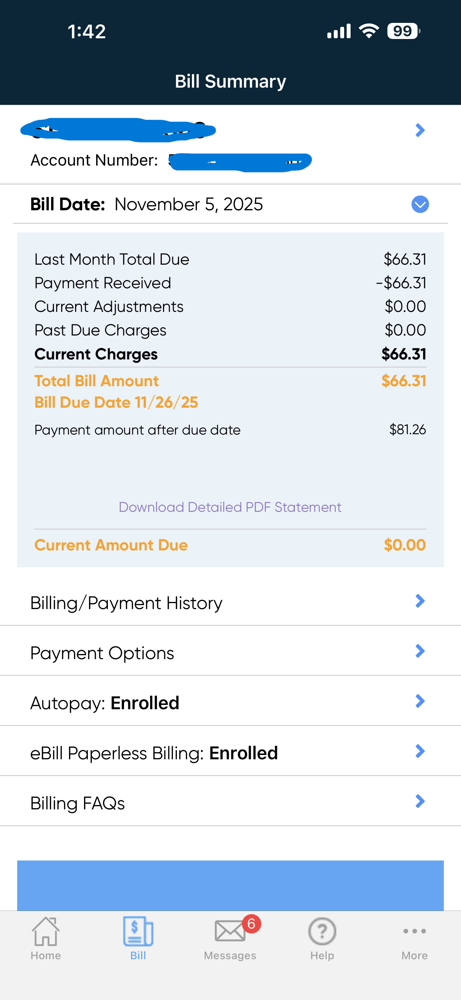 1:42
99
Bill Summary
Account Number:
Bill Date: November 5, 2025
Last Month Total Due $66.31
Payment Received -$66.31
Current Adjustments $0.00
Past Due Charges $0.00
Current Charges $66.31
Total Bill Amount $66.31
Bill Due Date 11/26/25
Payment amount after due date $81.26
Download Detailed PDF Statement
Current Amount Due $0.00
Billing/Payment History
Payment Options
Autopay: Enrolled
eBill Paperless Billing: Enrolled
Billing FAQs
6
Home Bill Messages Help More